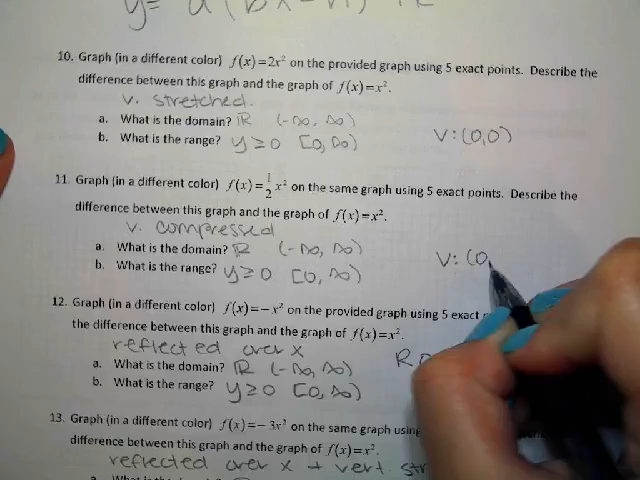 10. Graph (in a different color) f(x)=2x² on the provided graph using 5 exact points. Describe the
difference between this graph and the graph of f(x)=x².
v. stretched.
a. What is the domain? ℝ (-∞, ∞)
b. What is the range? y≥0 [0, ∞)
V:(0,0)
11. Graph (in a different color) f(x)=1/2 x² on the same graph using 5 exact points. Describe the
difference between this graph and the graph of f(x)=x².
v. compressed
a. What is the domain? ℝ (-∞, ∞)
b. What is the range? y≥0 [0, ∞)
V: (0,
12. Graph (in a different color) f(x)=-x² on the provided graph using 5 exact
the difference between this graph and the graph of f(x)=x².
reflected over x
a. What is the domain? ℝ (-∞, ∞)
b. What is the range? y≥0 [0, ∞)
13. Graph (in a different color) f(x)=-3x² on the same graph using
difference between this graph and the graph of f(x)=x².
reflected over x + vert str